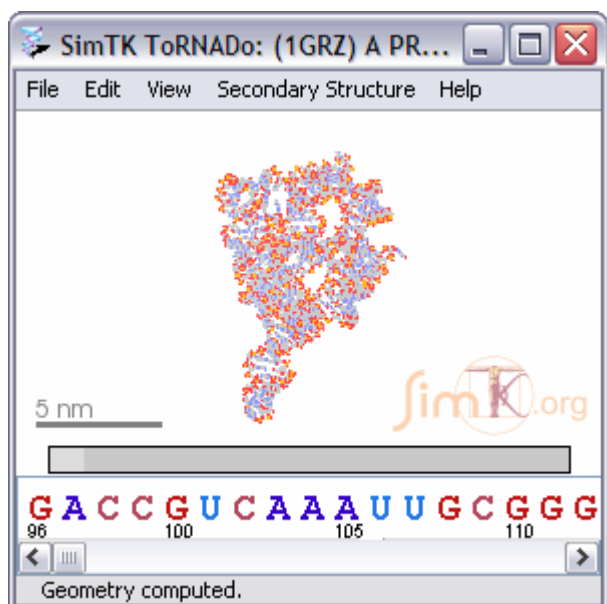 SimTK ToRNADo: (1GRZ) A PR...
File Edit View Secondary Structure Help
5 nm
SimTK.org
G A C C G U C A A A U U G C G G G
96 100 105 110
Geometry computed.